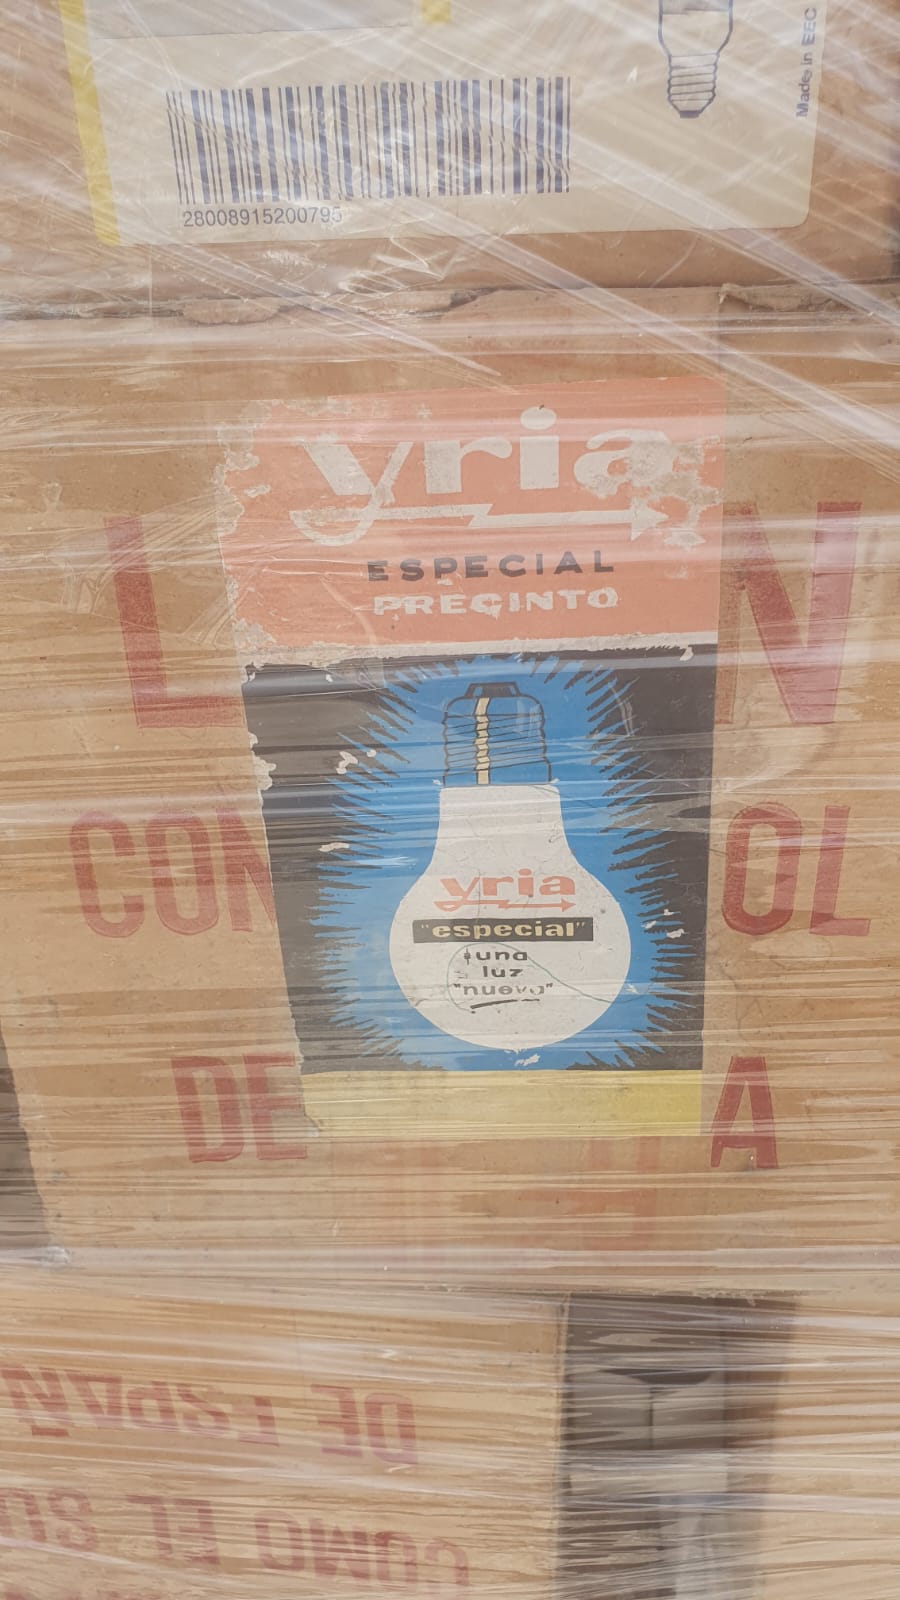 Made in EEC
28008915200795
yria
ESPECIAL
PRECINTO
L N
yria
"especial"
una
luz
"nuevo"
CON OL
DE A
DE ESPAÑ
COMO EL SO